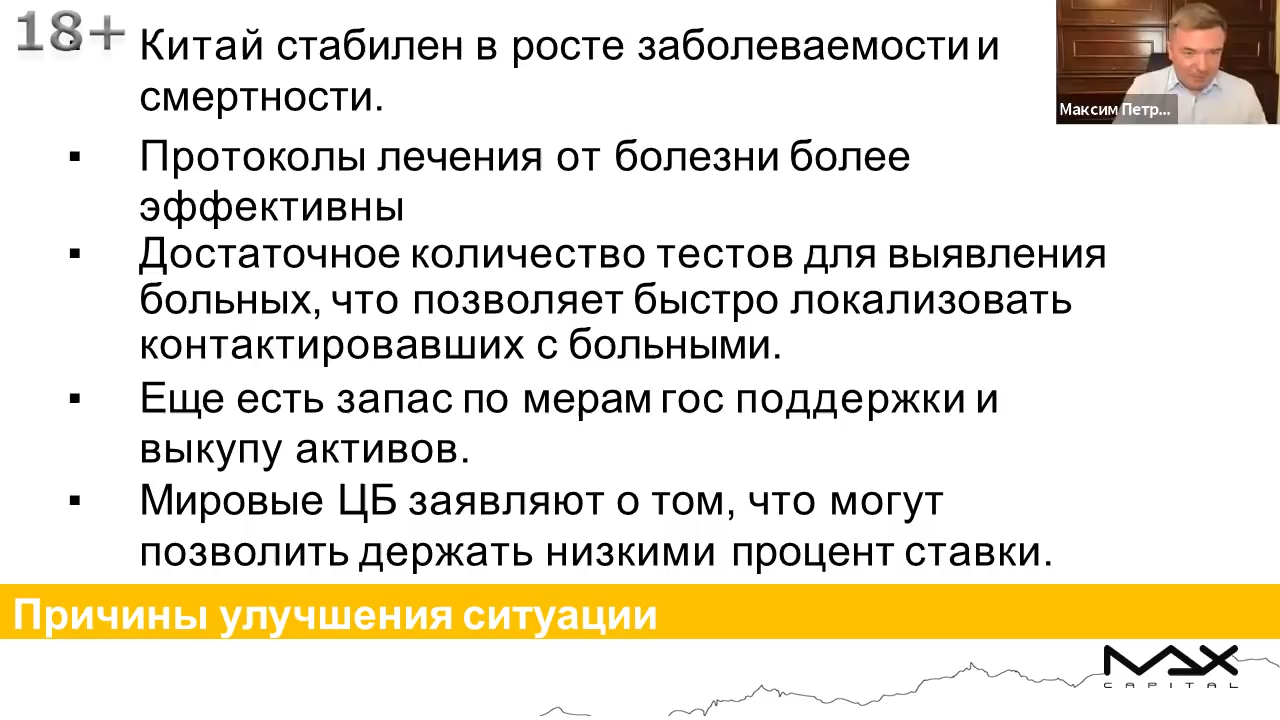 18+
Китай стабилен в росте заболеваемости и
смертности.
Максим Петр...
▪ Протоколы лечения от болезни более
эффективны
▪ Достаточное количество тестов для выявления
больных, что позволяет быстро локализовать
контактировавших с больными.
▪ Еще есть запас по мерам гос поддержки и
выкупу активов.
▪ Мировые ЦБ заявляют о том, что могут
позволить держать низкими процент ставки.
Причины улучшения ситуации
MAX
CAPITAL